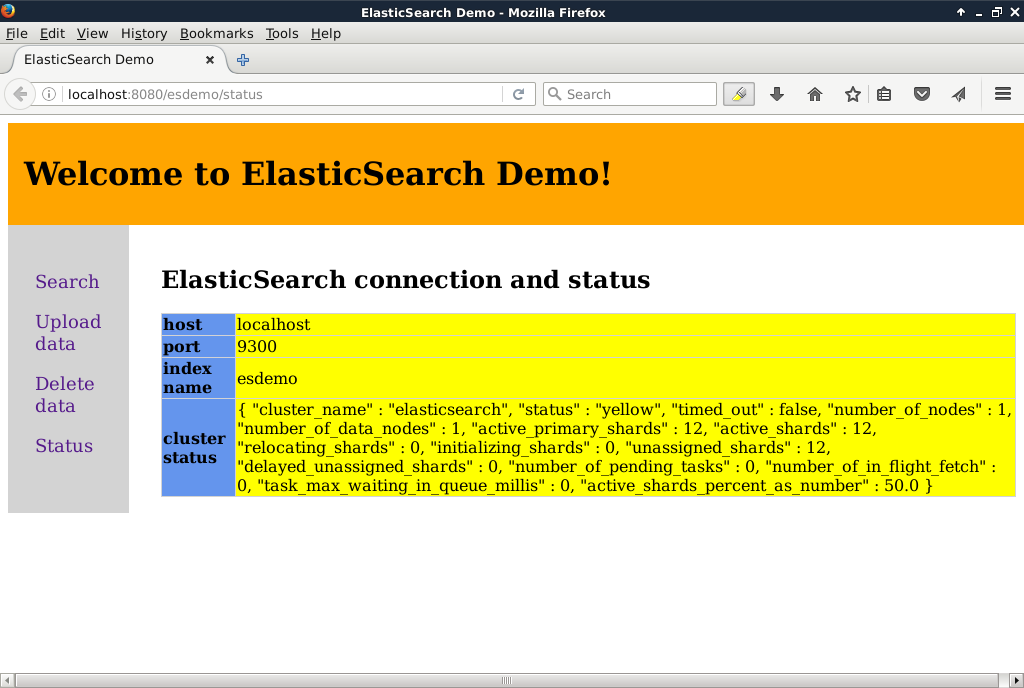 ElasticSearch Demo - Mozilla Firefox
File Edit View History Bookmarks Tools Help
ElasticSearch Demo
localhost:8080/esdemo/status
Search
Welcome to ElasticSearch Demo!
Search
Upload
data
Delete
data
Status
ElasticSearch connection and status
host localhost
port 9300
index
name
esdemo
cluster
status
{ "cluster_name" : "elasticsearch", "status" : "yellow", "timed_out" : false, "number_of_nodes" : 1,
"number_of_data_nodes" : 1, "active_primary_shards" : 12, "active_shards" : 12,
"relocating_shards" : 0, "initializing_shards" : 0, "unassigned_shards" : 12,
"delayed_unassigned_shards" : 0, "number_of_pending_tasks" : 0, "number_of_in_flight_fetch" :
0, "task_max_waiting_in_queue_millis" : 0, "active_shards_percent_as_number" : 50.0 }